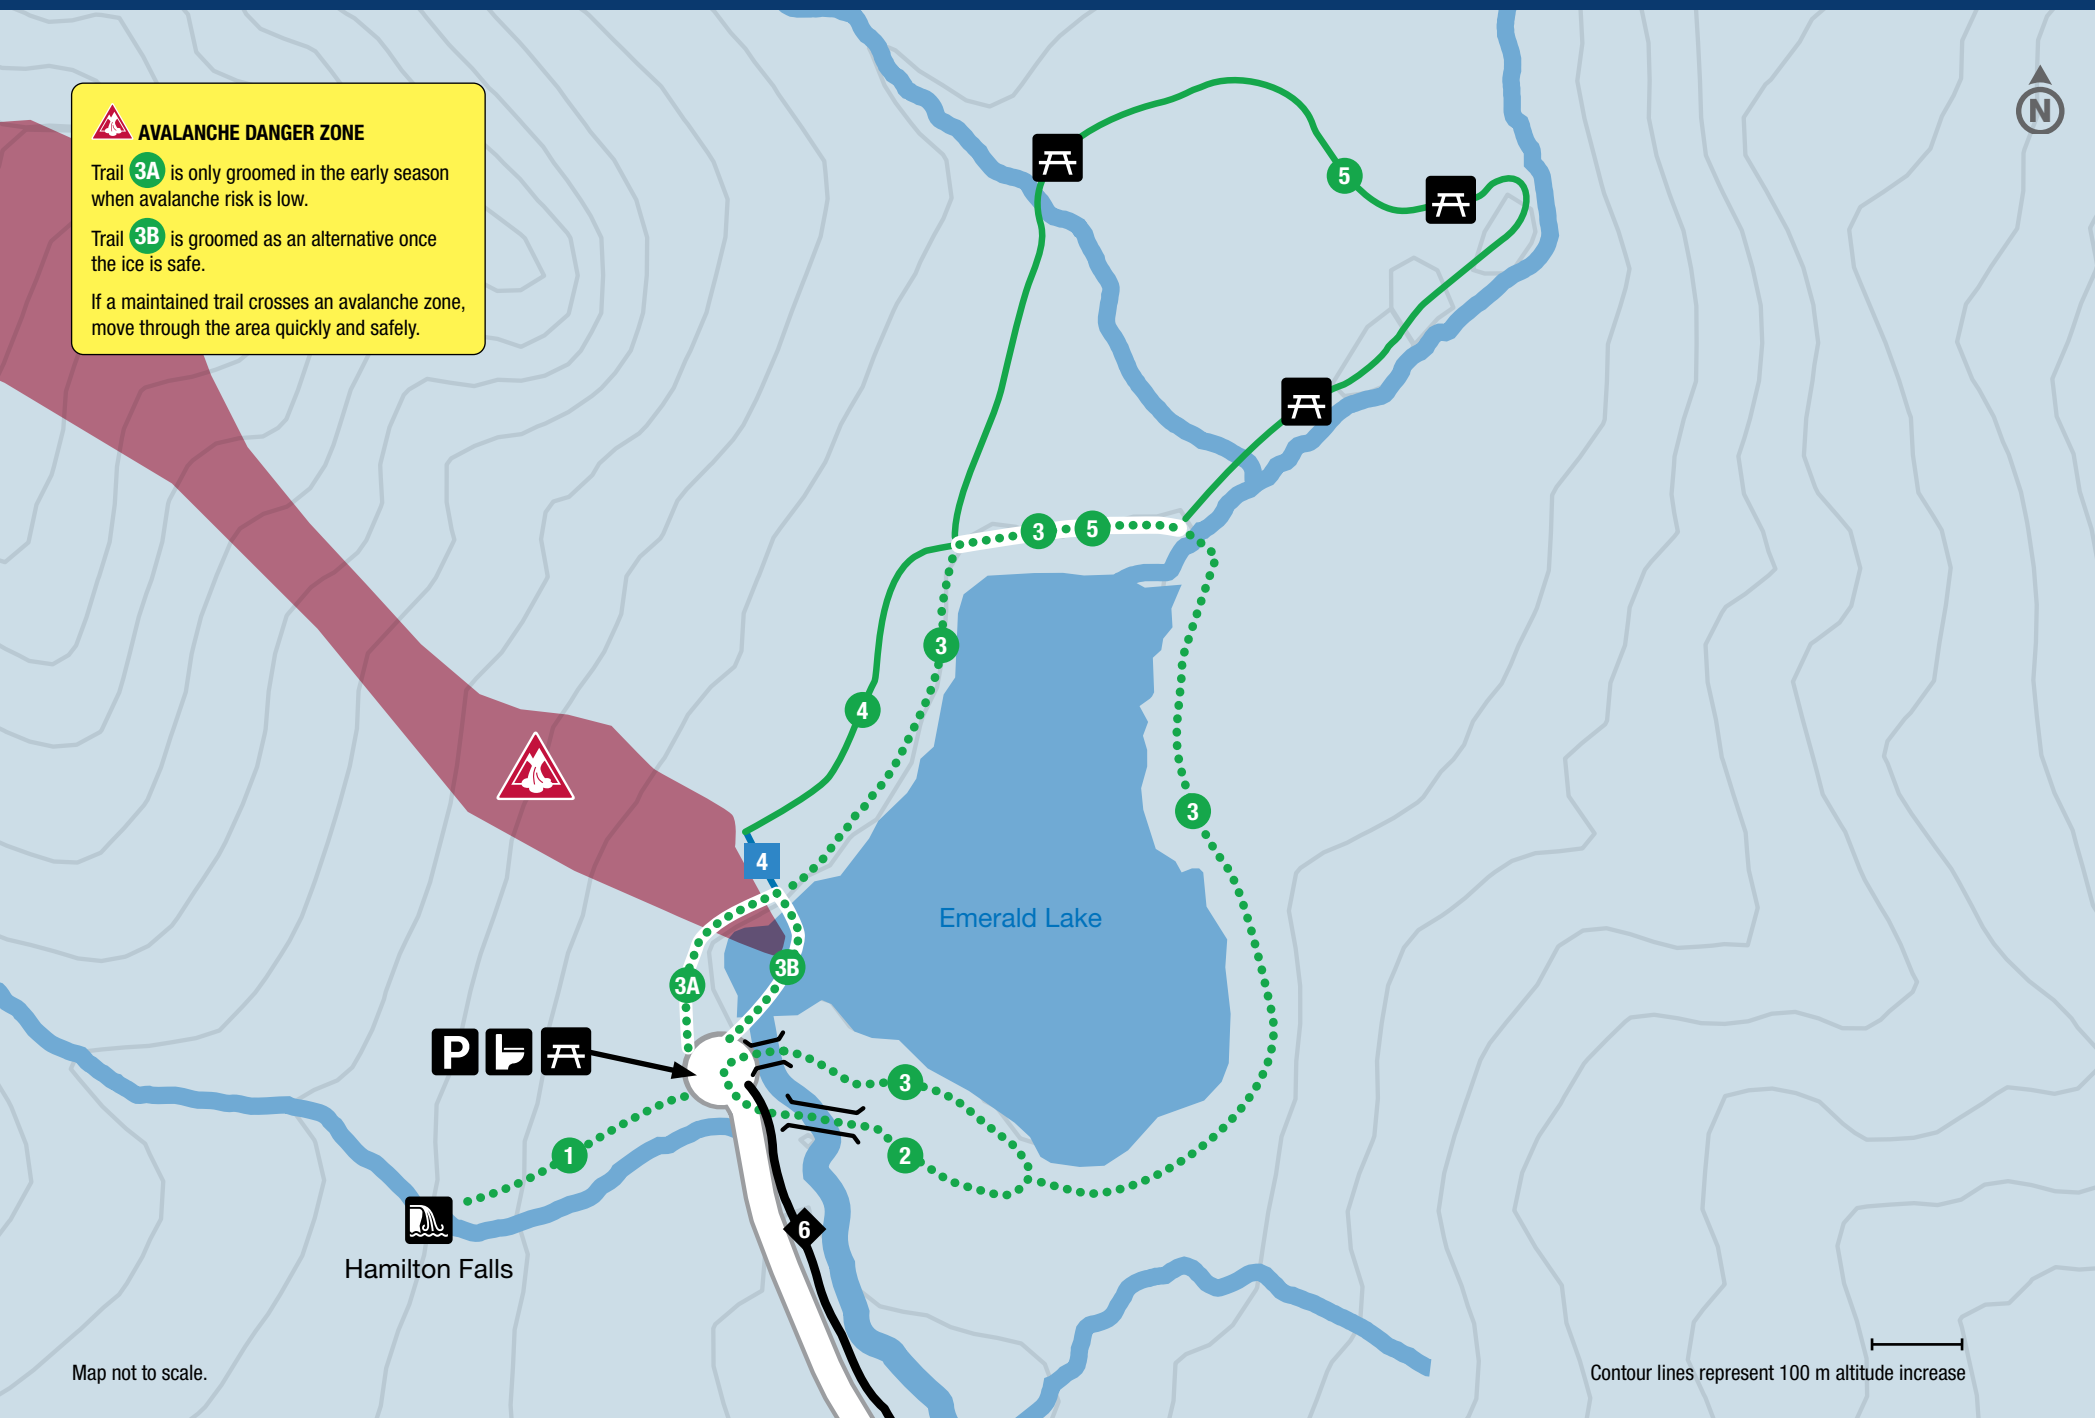 AVALANCHE DANGER ZONE
Trail 3A is only groomed in the early season
when avalanche risk is low.
Trail 3B is groomed as an alternative once
the ice is safe.
If a maintained trail crosses an avalanche zone,
move through the area quickly and safely.
N
5
3
5
3
4
3
4
Emerald Lake
3B
3A
P
3
1
2
6
Hamilton Falls
Map not to scale.
Contour lines represent 100 m altitude increase